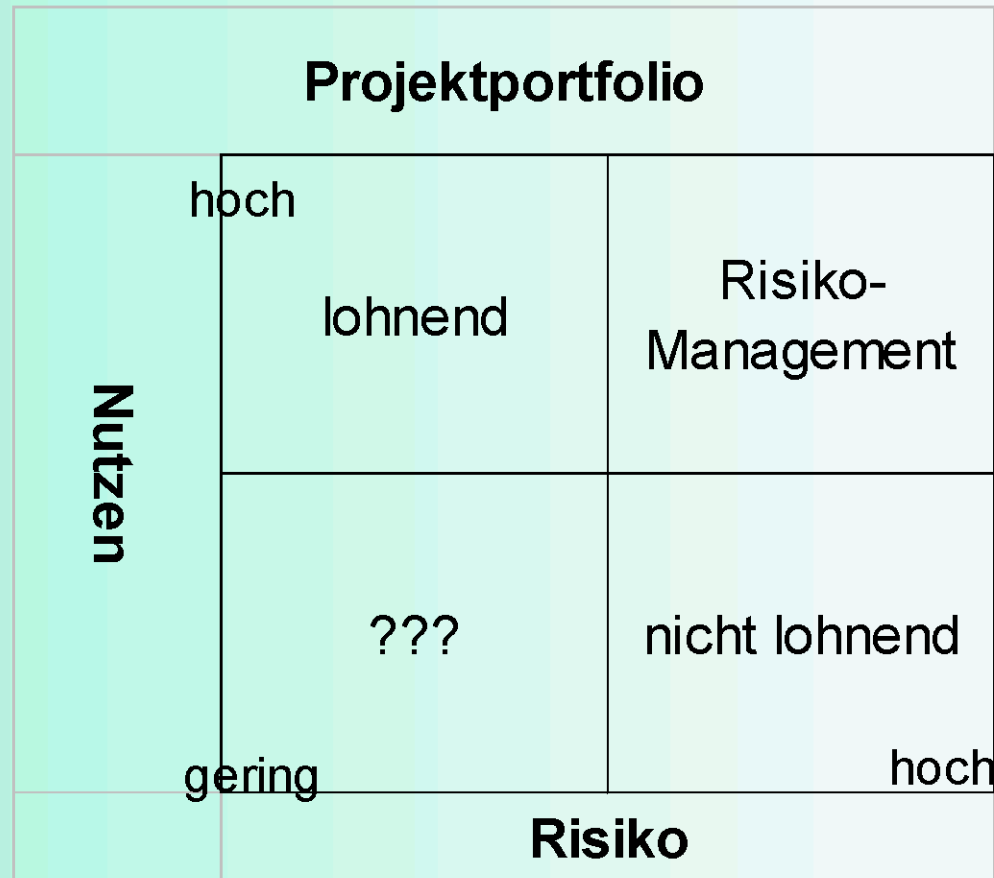 Projektportfolio
hoch
lohnend
Risiko-
Management
Nutzen
???
nicht lohnend
gering
hoch
Risiko